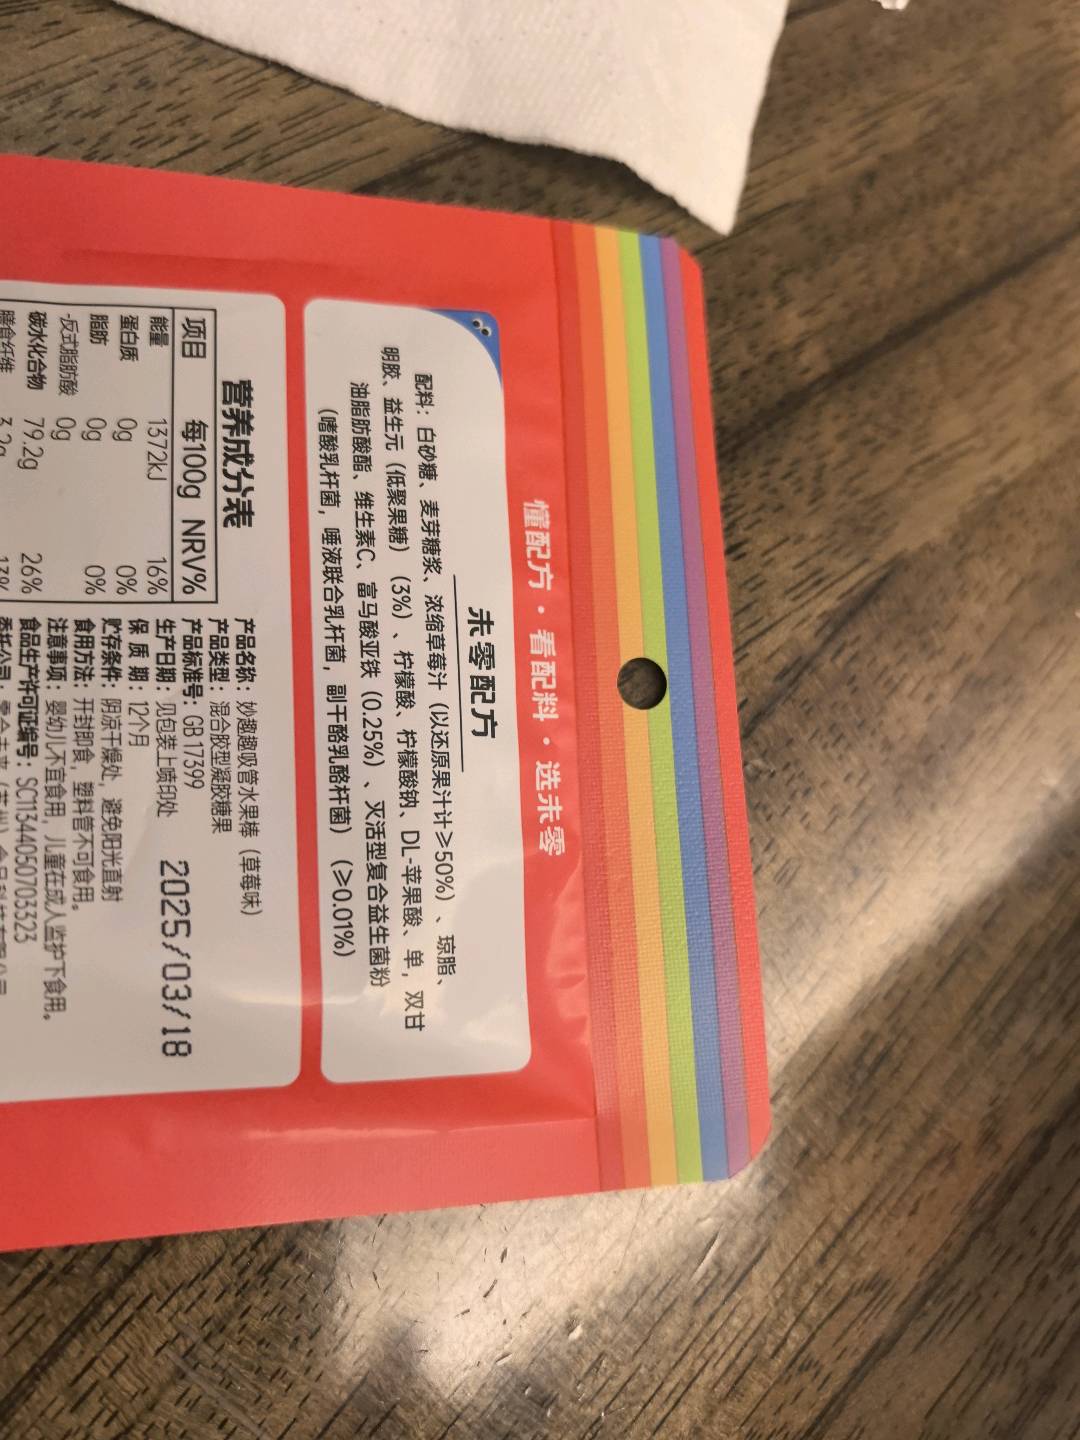 懂配方·看配料·选未零
未零配方
配料：白砂糖、麦芽糖浆、浓缩草莓汁（以还原果汁计≥50%）、琼脂、
明胶、益生元（低聚果糖）（3%）、柠檬酸、柠檬酸钠、DL-苹果酸、单，双甘
油脂肪酸酯、维生素C、富马酸亚铁（0.25%）、灭活型复合益生菌粉
（嗜酸乳杆菌，唾液联合乳杆菌，副干酪乳酪杆菌）（≥0.01%）
营养成分表
项目 每100g NRV%
能量 1372kJ 16%
蛋白质 0g 0%
脂肪 0g 0%
-反式脂肪酸 0g
碳水化合物 79.2g 26%
膳食纤维 3.2g 13%
产品名称：妙趣趣吸管水果棒（草莓味）
产品类型：混合胶型凝胶糖果
产品标准号：GB 17399
生产日期：见包装上喷印处
2025/03/18
保 质 期：12个月
贮存条件：阴凉干燥处，避免阳光直射
食用方法：开封即食，塑料管不可食用。
注意事项：婴幼儿不宜食用，儿童在成人监护下食用。
食品生产许可证编号：SC11344050703323